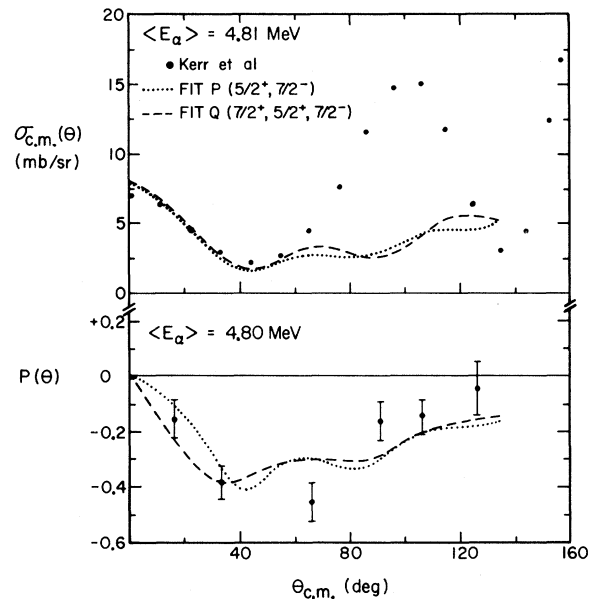 20
<Eα> = 4.81 MeV
• Kerr et al
15
FIT P (5/2⁺, 7/2⁻)
FIT Q (7/2⁺, 5/2⁺, 7/2⁻)
σc.m.(θ)
(mb/sr)
10
5
0
+0.2
<Eα> = 4.80 MeV
P(θ)
0
-0.2
-0.4
-0.6
40
80
120
160
θc.m. (deg)